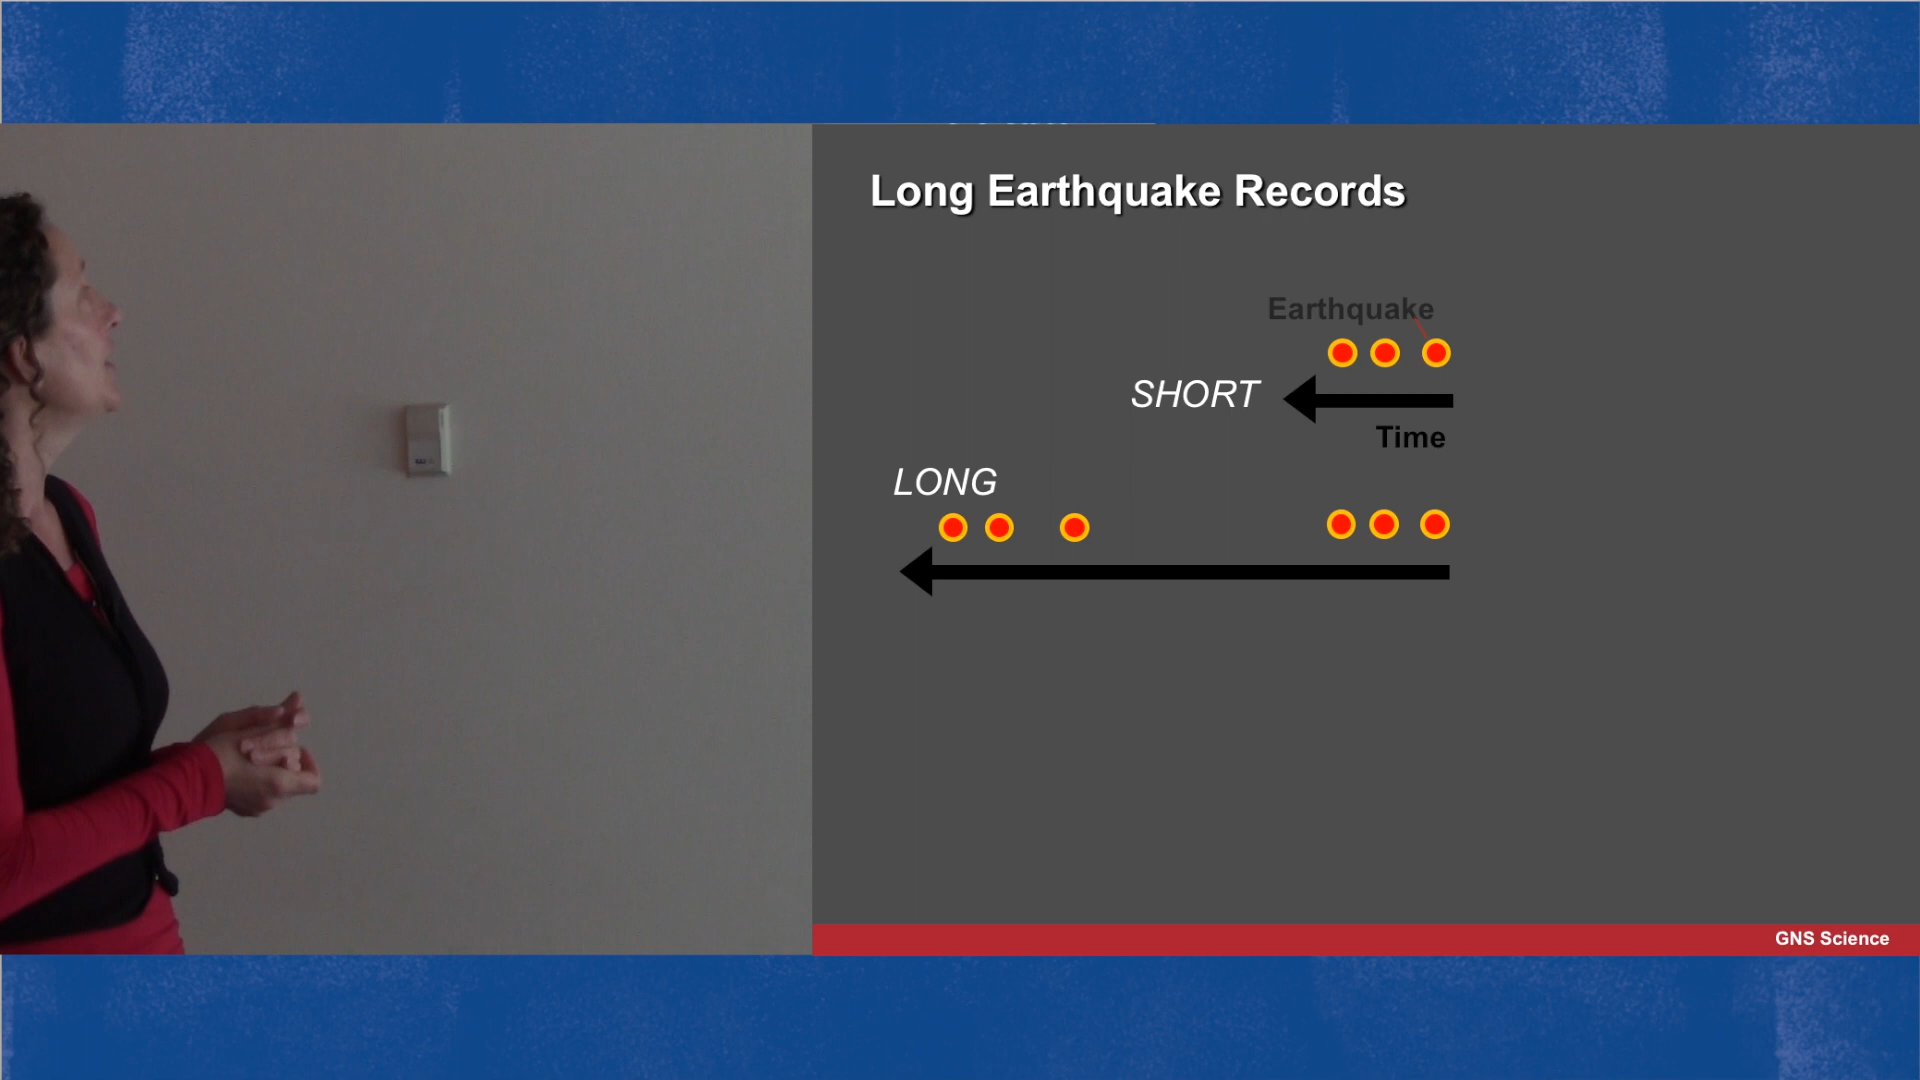 Long Earthquake Records
Earthquake
SHORT
Time
LONG
GNS Science